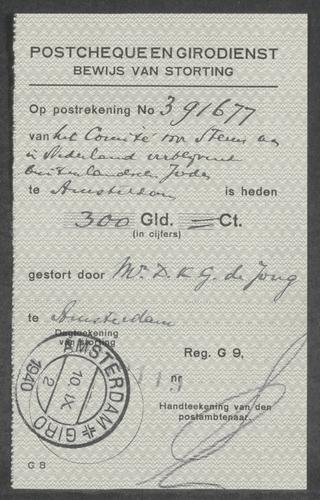 POSTCHEQUE EN GIRODIENST
BEWIJS VAN STORTING
Op postrekening No 391677
van het Comité voor Steun aan
in Nederland verblijvende
buitenlandsche Joden
te Amsterdam is heden
300 Gld. = Ct.
(in cijfers)
gestort door Mr. D. K. G. de Jong
te Amsterdam
Dagteekening
van storting
Reg. G 9,
nr
AMSTERDAM
GIRO
10 IX 2
1940
Handteekening van den
postambtenaar
G 8